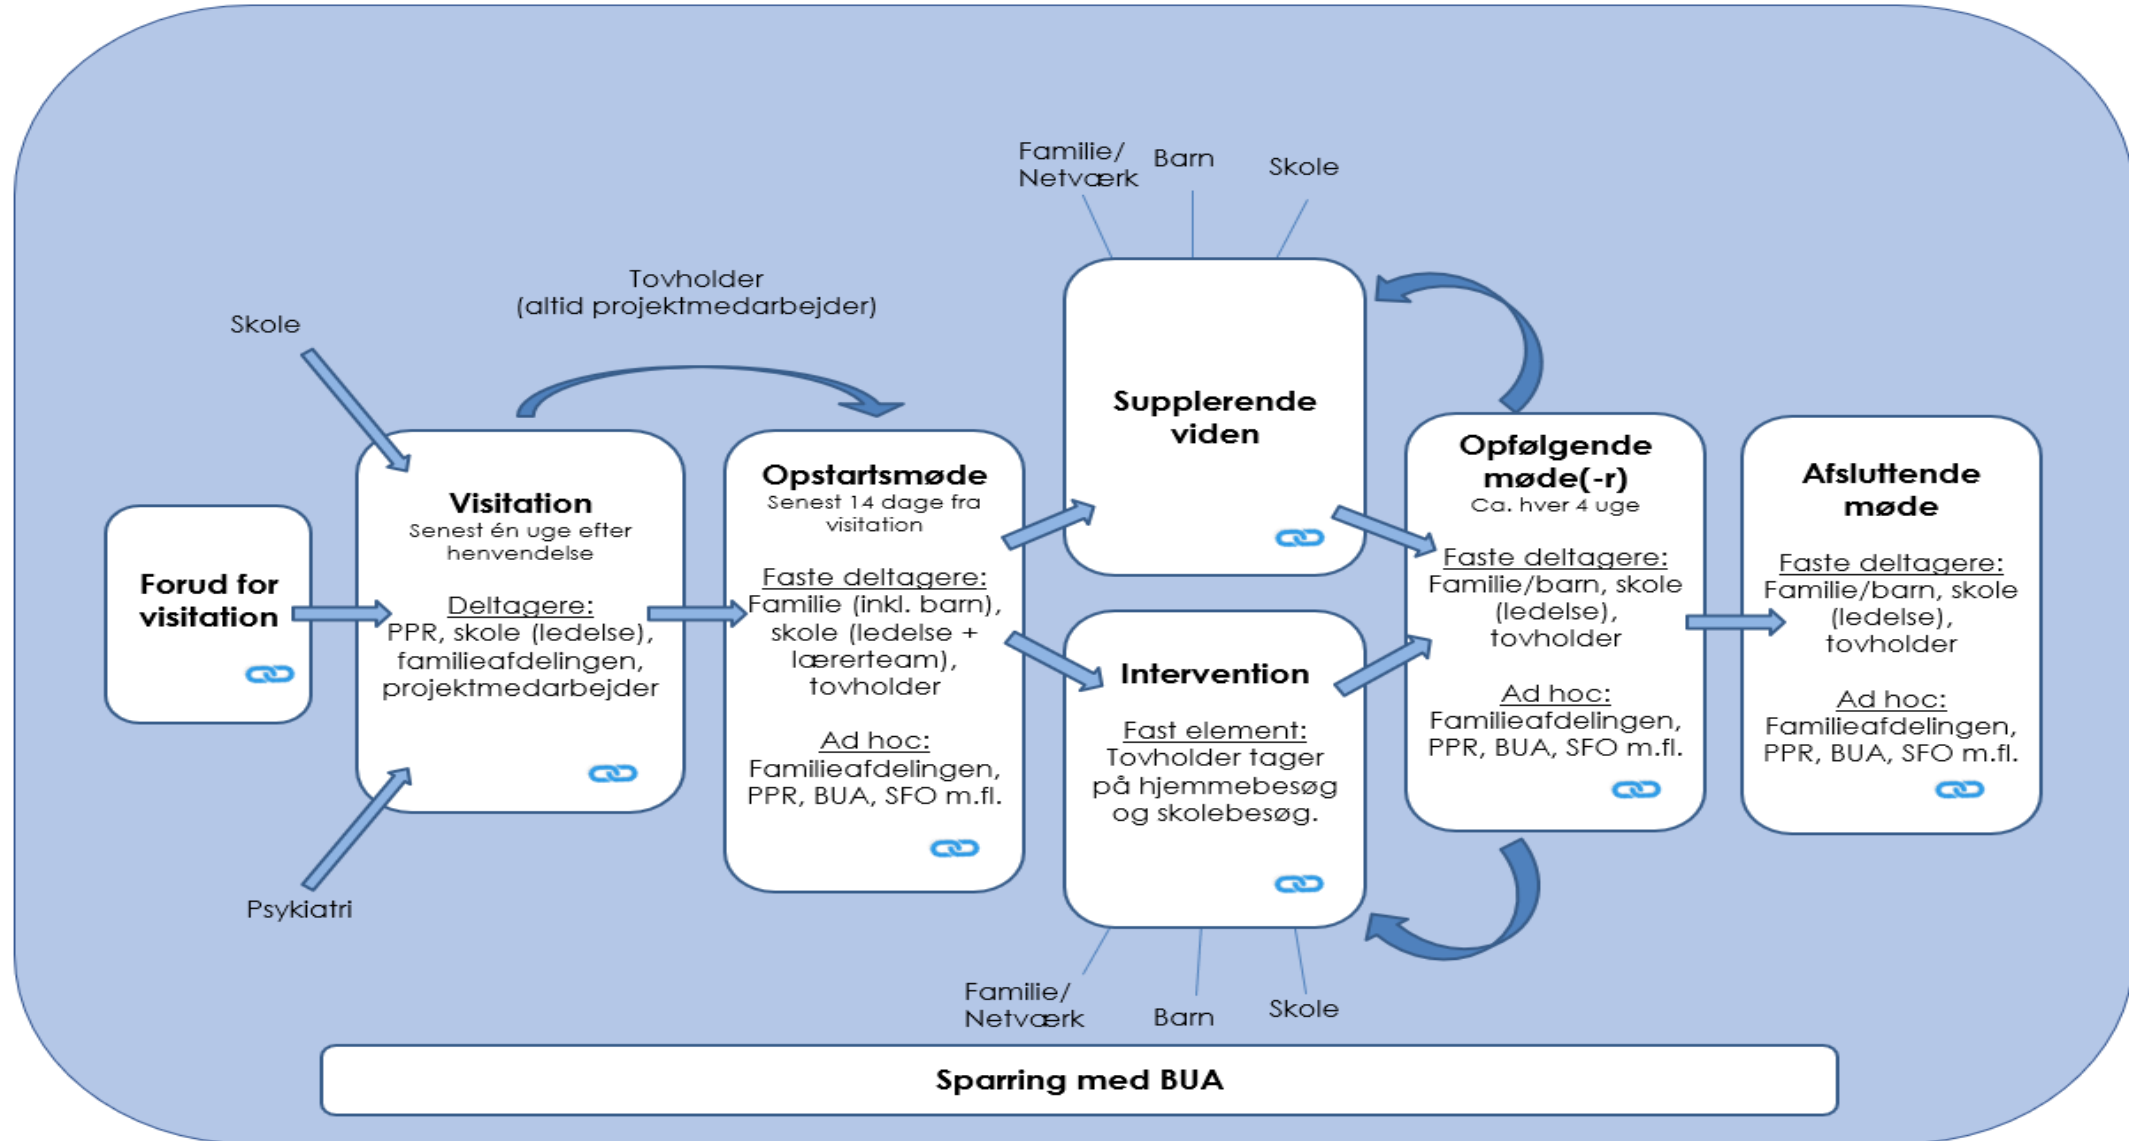 Familie/
Netværk
Barn
Skole
Tovholder
(altid projektmedarbejder)
Skole
Forud for
visitation
Visitation
Senest én uge efter
henvendelse
Deltagere:
PPR, skole (ledelse),
familieafdelingen,
projektmedarbejder
Psykiatri
Opstartsmøde
Senest 14 dage fra
visitation
Faste deltagere:
Familie (inkl. barn),
skole (ledelse +
lærerteam),
tovholder
Ad hoc:
Familieafdelingen,
PPR, BUA, SFO m.fl.
Supplerende
viden
Intervention
Fast element:
Tovholder tager
på hjemmebesøg
og skolebesøg.
Familie/
Netværk
Barn
Skole
Opfølgende
møde(-r)
Ca. hver 4 uge
Faste deltagere:
Familie/barn, skole
(ledelse),
tovholder
Ad hoc:
Familieafdelingen,
PPR, BUA, SFO m.fl.
Afsluttende
møde
Faste deltagere:
Familie/barn, skole
(ledelse),
tovholder
Ad hoc:
Familieafdelingen,
PPR, BUA, SFO m.fl.
Sparring med BUA